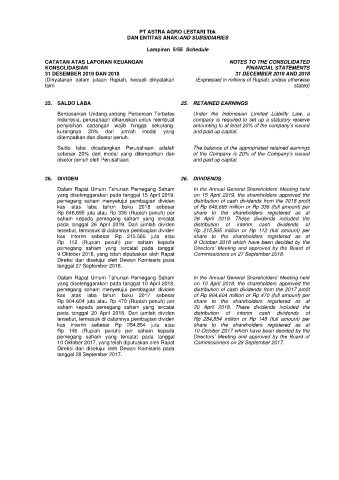 PT ASTRA AGRO LESTARI Tbk
DAN ENTITAS ANAK/AND SUBSIDIARIES
Lampiran 5/55 Schedule
CATATAN ATAS LAPORAN KEUANGAN
KONSOLIDASIAN
31 DESEMBER 2019 DAN 2018
(Dinyatakan dalam jutaan Rupiah, kecuali dinyatakan
lain)
NOTES TO THE CONSOLIDATED
FINANCIAL STATEMENTS
31 DECEMBER 2019 AND 2018
(Expressed in millions of Rupiah, unless otherwise
stated)
25. SALDO LABA
Berdasarkan Undang-undang Perseroan Terbatas
Indonesia, perusahaan diharuskan untuk membuat
penyisihan cadangan wajib hingga sekurang-
kurangnya 20% dari jumlah modal yang
ditempatkan dan disetor penuh.
Saldo laba dicadangkan Perusahaan adalah
sebesar 20% dari modal yang ditempatkan dan
disetor penuh oleh Perusahaan.
25. RETAINED EARNINGS
Under the Indonesian Limited Liability Law, a
company is required to set up a statutory reserve
amounting to at least 20% of the company's issued
and paid up capital.
The balance of the appropriated retained earnings
of the Company is 20% of the Company's issued
and paid up capital.
26. DIVIDEN
Dalam Rapat Umum Tahunan Pemegang Saham
yang diselenggarakan pada tanggal 15 April 2019,
pemegang saham menyetujui pembagian dividen
kas atas laba tahun buku 2018 sebesar
Rp 646.695 juta atau Rp 336 (Rupiah penuh) per
saham kepada pemegang saham yang tercatat
pada tanggal 26 April 2019. Dari jumlah dividen
tersebut, termasuk di dalamnya pembagian dividen
kas interim sebesar Rp 215.565 juta atau
Rp 112 (Rupiah penuh) per saham kepada
pemegang saham yang tercatat pada tanggal
9 Oktober 2018, yang telah diputuskan oleh Rapat
Direksi dan disetujui oleh Dewan Komisaris pada
tanggal 27 September 2018.
Dalam Rapat Umum Tahunan Pemegang Saham
yang diselenggarakan pada tanggal 10 April 2018,
pemegang saham menyetujui pembagian dividen
kas atas laba tahun buku 2017 sebesar
Rp 904.604 juta atau Rp 470 (Rupiah penuh) per
saham kepada pemegang saham yang tercatat
pada tanggal 20 April 2018. Dari jumlah dividen
tersebut, termasuk di dalamnya pembagian dividen
kas interim sebesar Rp 284.854 juta atau
Rp 148 (Rupiah penuh) per saham kepada
pemegang saham yang tercatat pada tanggal
10 Oktober 2017, yang telah diputuskan oleh Rapat
Direksi dan disetujui oleh Dewan Komisaris pada
tanggal 28 September 2017.
26. DIVIDENDS
In the Annual General Shareholders' Meeting held
on 15 April 2019, the shareholders approved the
distribution of cash dividends from the 2018 profit
of Rp 646,695 million or Rp 336 (full amount) per
share to the shareholders registered as at
26 April 2019. These dividends included the
distribution of interim cash dividends of
Rp 215,565 million or Rp 112 (full amount) per
share to the shareholders registered as at
9 October 2018 which have been decided by the
Directors' Meeting and approved by the Board of
Commissioners on 27 September 2018.
In the Annual General Shareholders' Meeting held
on 10 April 2018, the shareholders approved the
distribution of cash dividends from the 2017 profit
of Rp 904,604 million or Rp 470 (full amount) per
share to the shareholders registered as at
20 April 2018. These dividends included the
distribution of interim cash dividends of
Rp 284,854 million or Rp 148 (full amount) per
share to the shareholders registered as at
10 October 2017 which have been decided by the
Directors' Meeting and approved by the Board of
Commissioners on 28 September 2017.